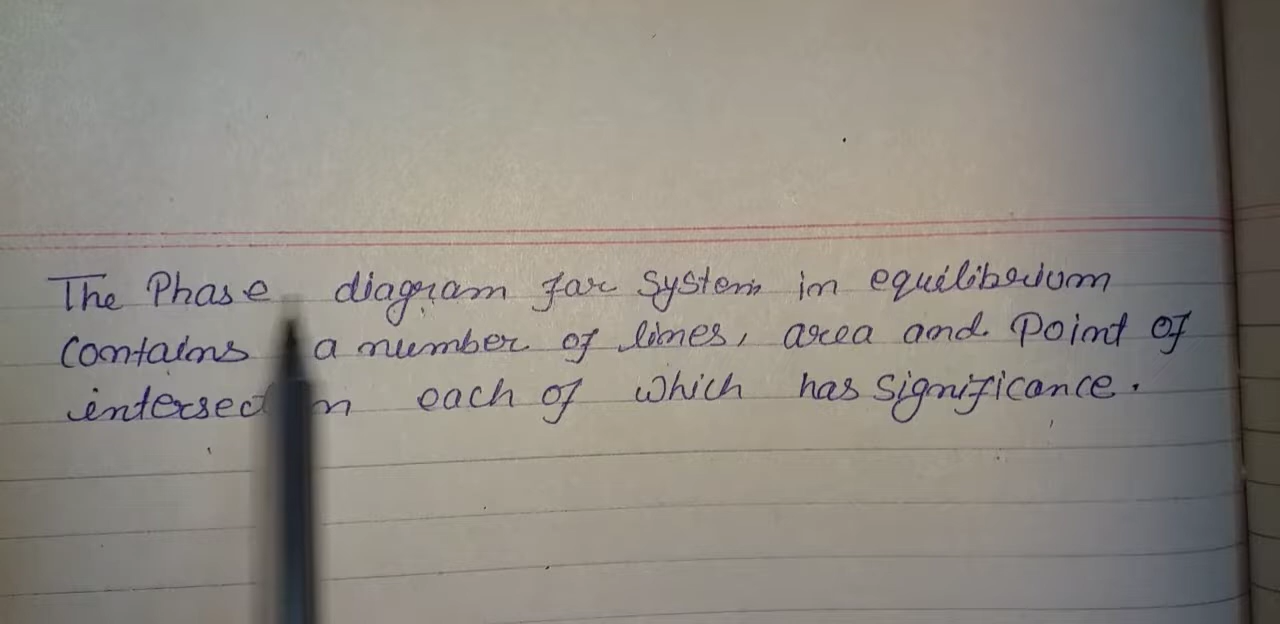 The Phase diagram for system in equilibrium
contains a number of lines, area and Point of
intersection each of which has significance.